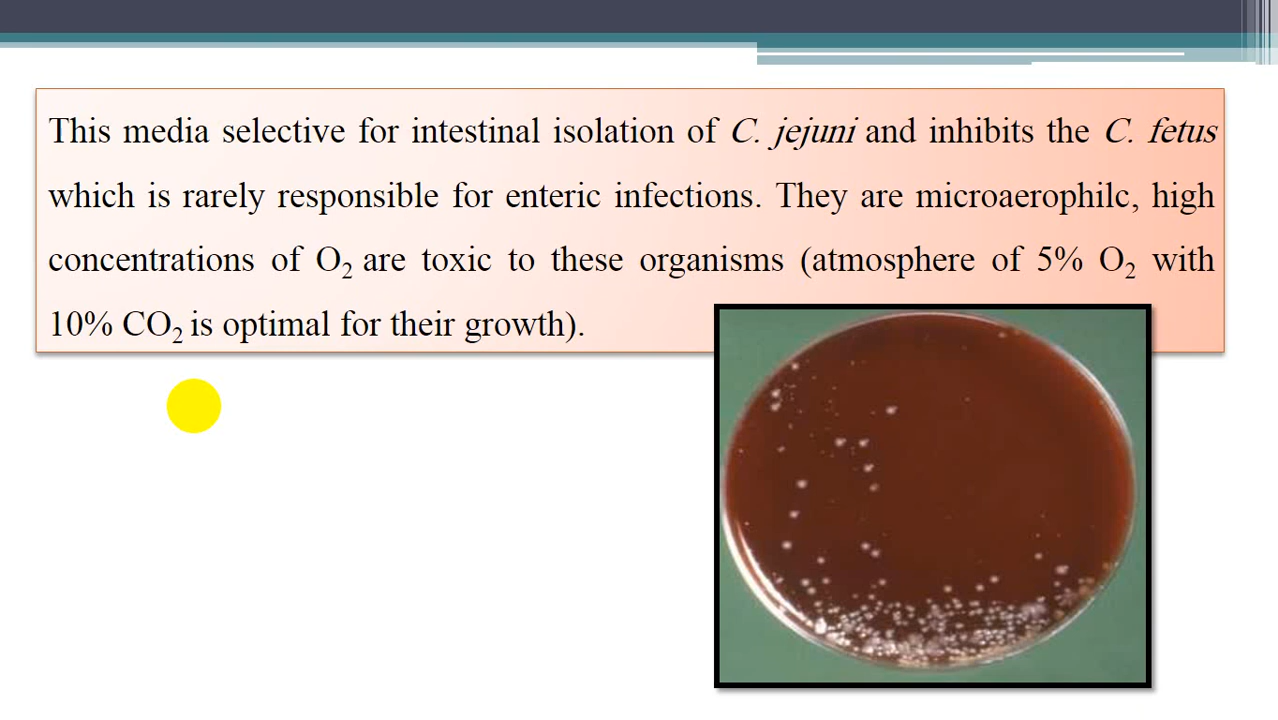 This media selective for intestinal isolation of C. jejuni and inhibits the C. fetus
which is rarely responsible for enteric infections. They are microaerophilc, high
concentrations of O₂ are toxic to these organisms (atmosphere of 5% O₂ with
10% CO₂ is optimal for their growth).